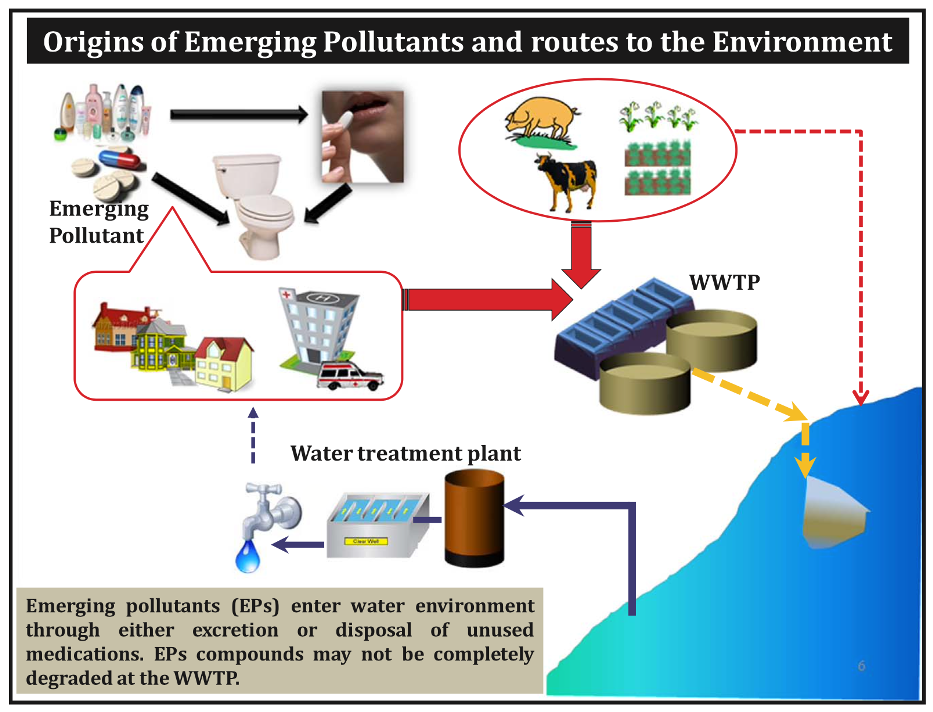 Origins of Emerging Pollutants and routes to the Environment
Emerging
Pollutant
WWTP
Water treatment plant
H
Clear Well
Emerging pollutants (EPs) enter water environment
through either excretion or disposal of unused
medications. EPs compounds may not be completely
degraded at the WWTP.
6